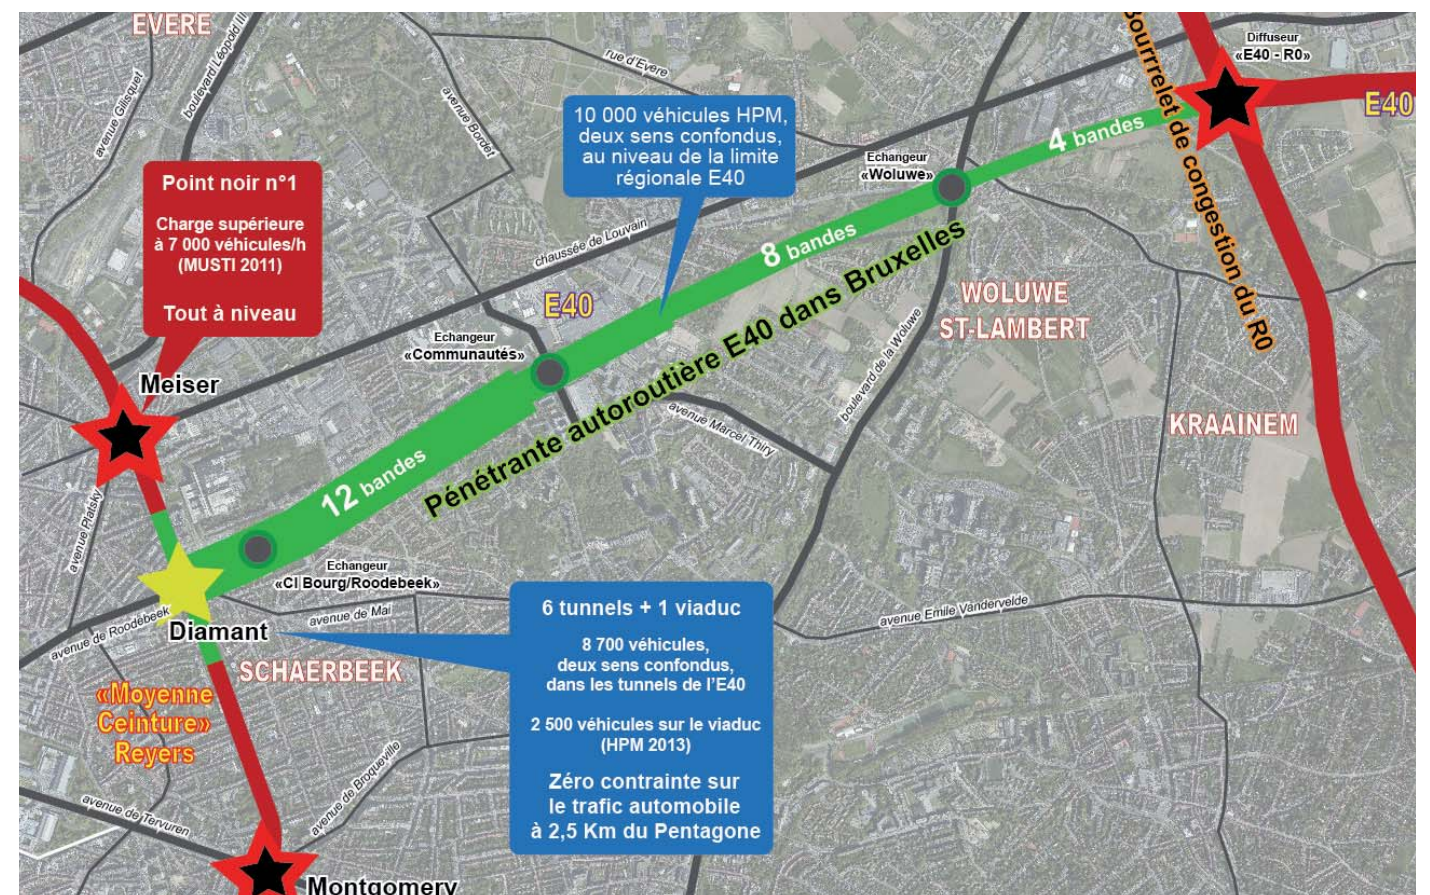 EVERE
boulevard Léopold III
avenue Gilisquet
avenue Bordet
rue d'Evere
Bourrrelet de congestion du R0
Diffuseur
«E40 - R0»
E40
4 bandes
10 000 véhicules HPM,
deux sens confondus,
au niveau de la limite
régionale E40
Echangeur
«Woluwe»
Point noir n°1
Charge supérieure
à 7 000 véhicules/h
(MUSTI 2011)
Tout à niveau
chaussée de Louvain
8 bandes
Pénétrante autoroutière E40 dans Bruxelles
E40
WOLUWE
ST-LAMBERT
Echangeur
«Communautés»
boulevard de la Woluwe
Meiser
avenue Marcel Thiry
KRAAINEM
12 bandes
avenue Platsky
Echangeur
«Cl Bourg/Roodebeek»
avenue de Roodebeek
avenue de Mai
Diamant
avenue Emile Vandervelde
SCHAERBEEK
6 tunnels + 1 viaduc
8 700 véhicules,
deux sens confondus,
dans les tunnels de l'E40
2 500 véhicules sur le viaduc
(HPM 2013)
Zéro contrainte sur
le trafic automobile
à 2,5 Km du Pentagone
«Moyenne
Ceinture»
Reyers
avenue de Broqueville
avenue de Tervuren
Montgomery